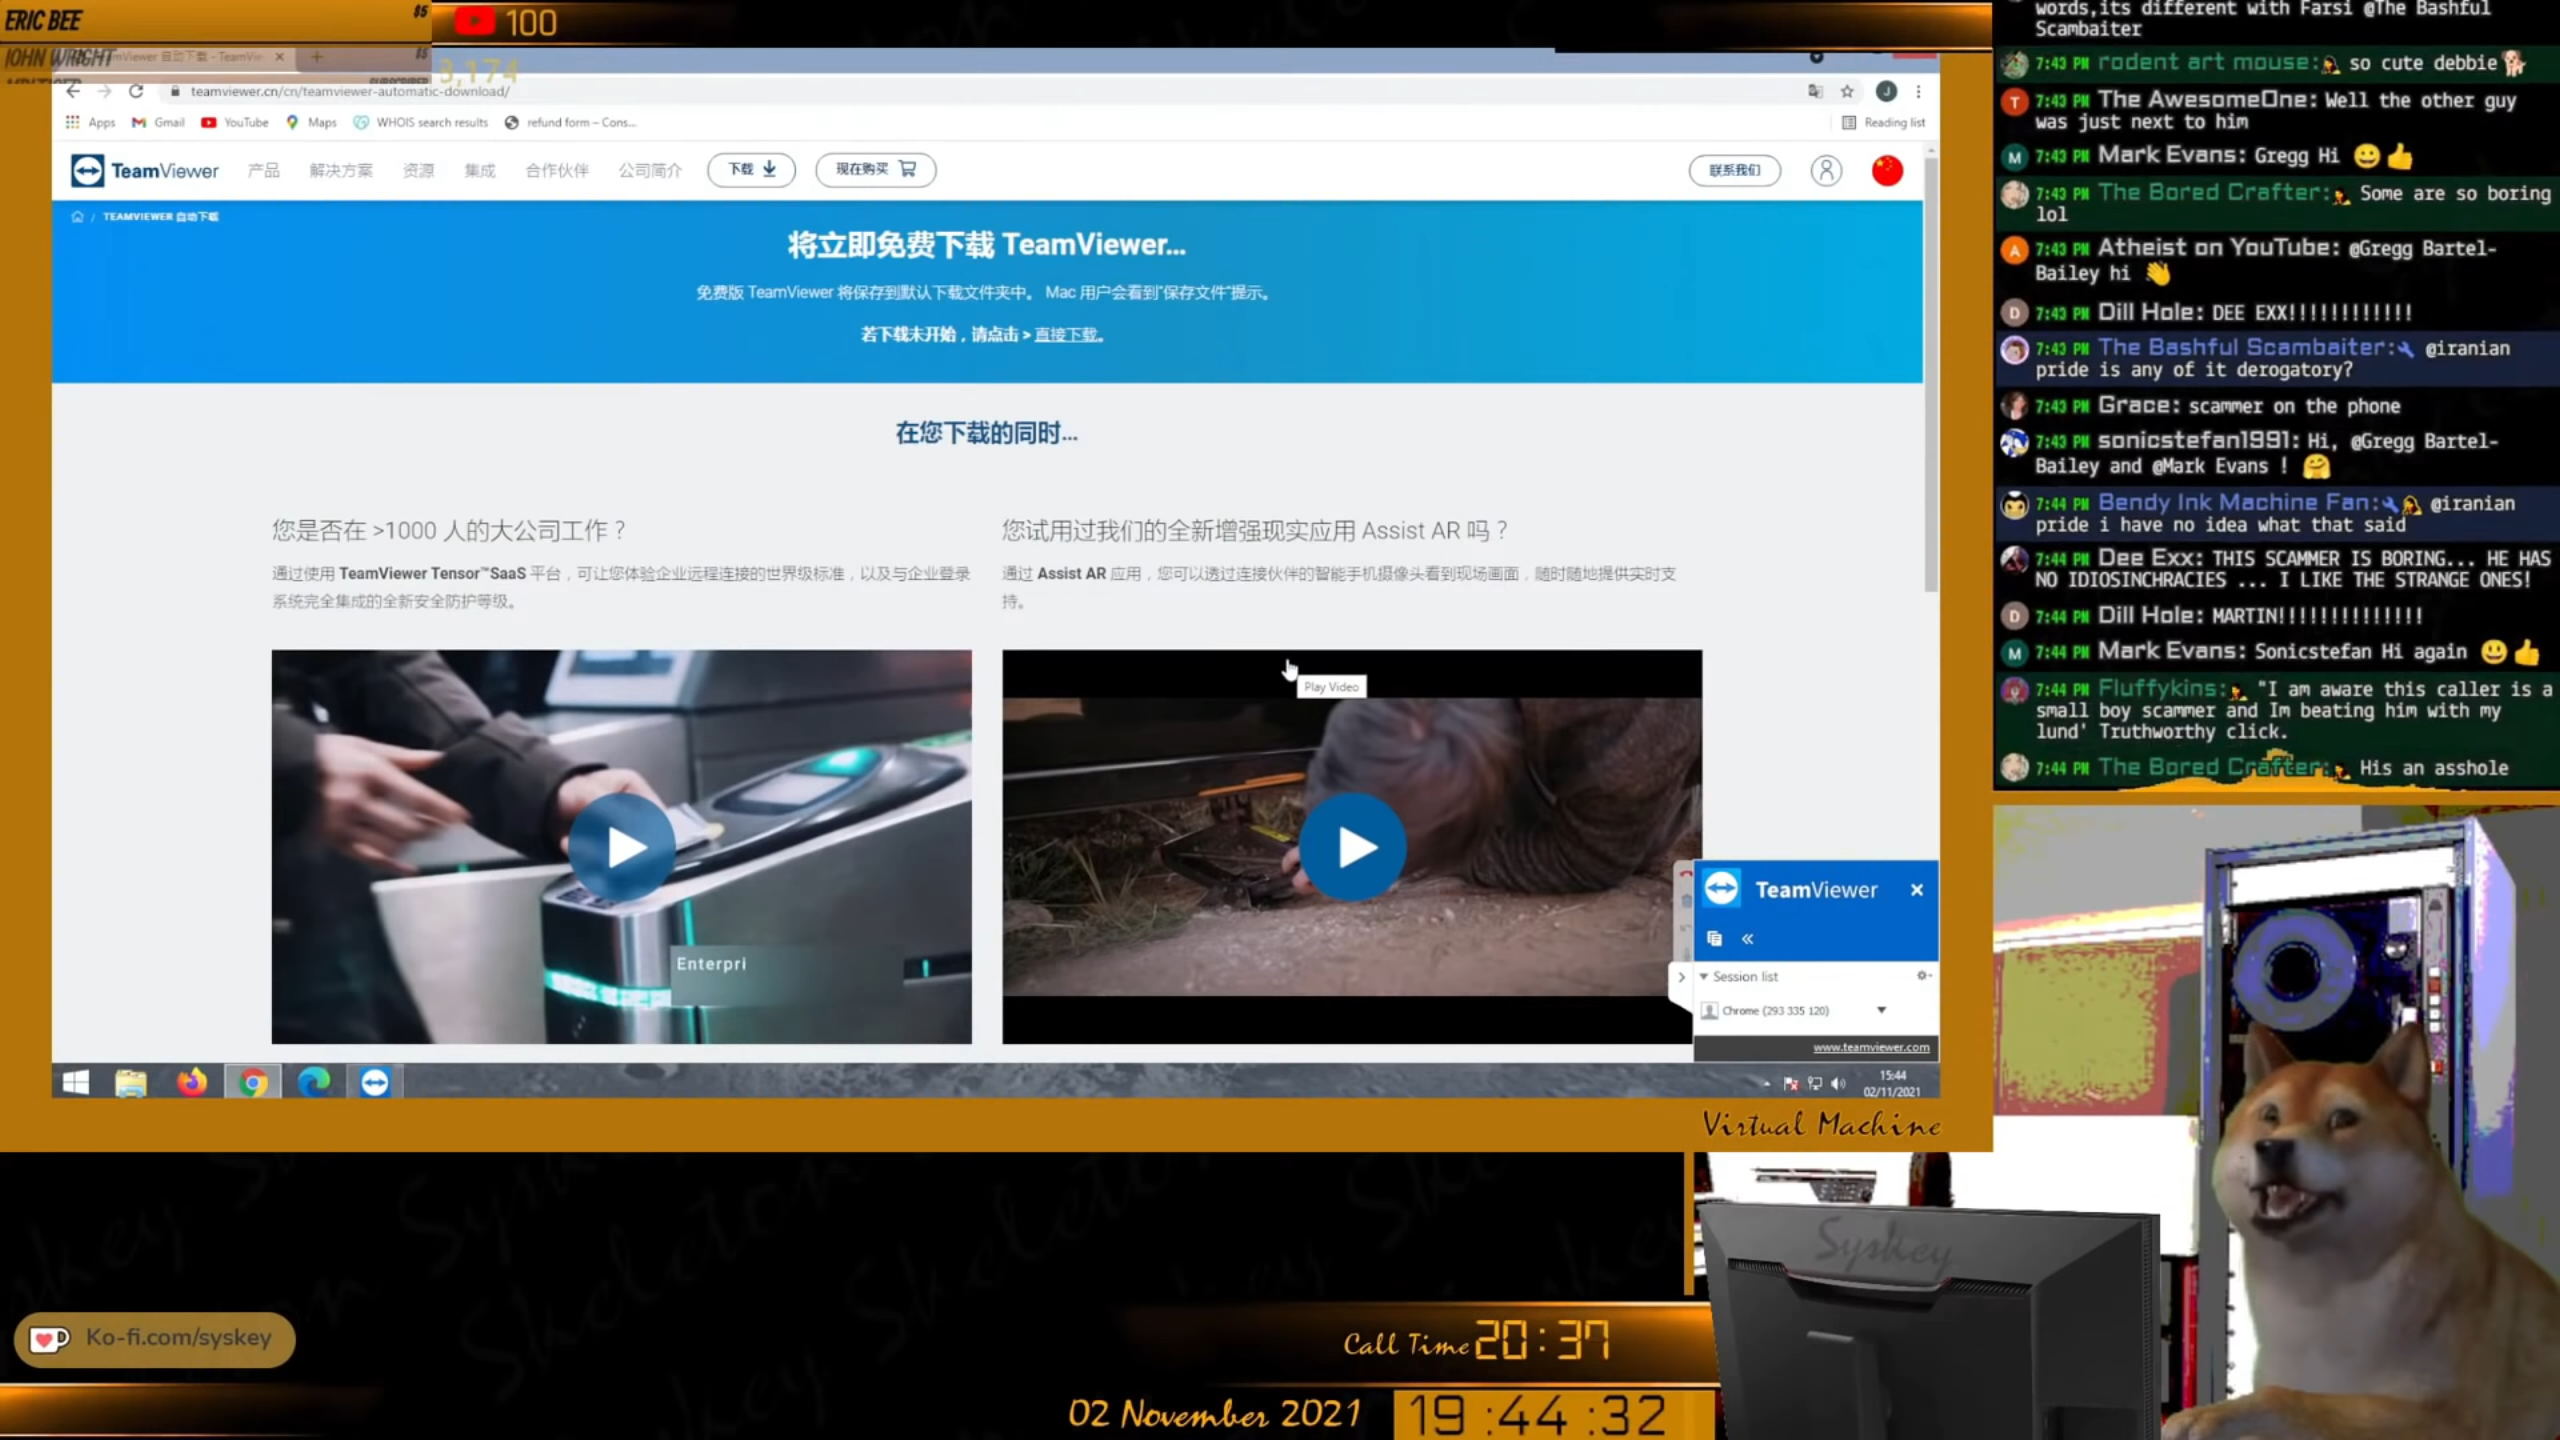 ERIC BEE $5
JOHN WRIGHT $5
SUBSCRIBER
100
3,174
自动下载 - TeamVie
teamviewer.cn/cn/teamviewer-automatic-download/
J
Apps Gmail YouTube Maps WHOIS search results refund form – Cons...
Reading list
TeamViewer 产品 解决方案 资源 集成 合作伙伴 公司简介 下载 现在购买 联系我们
/ TEAMVIEWER 自动下载
将立即免费下载 TeamViewer...
免费版 TeamViewer 将保存到默认下载文件夹中。 Mac 用户会看到“保存文件”提示。
若下载未开始，请点击 > 直接下载。
在您下载的同时...
您是否在 >1000 人的大公司工作？
通过使用 TeamViewer Tensor™SaaS 平台，可让您体验企业远程连接的世界级标准，以及与企业登录
系统完全集成的全新安全防护等级。
您试用过我们的全新增强现实应用 Assist AR 吗？
通过 Assist AR 应用，您可以透过连接伙伴的智能手机摄像头看到现场画面，随时随地提供实时支
持。
Play Video
Enterpri
TeamViewer
Session list
Chrome (293 335 120)
www.teamviewer.com
15:44
02/11/2021
Virtual Machine
words,its different with Farsi @The Bashful
Scambaiter
7:43 PM rodent art mouse: so cute debbie🐕
T 7:43 PM The AwesomeOne: Well the other guy
was just next to him
M 7:43 PM Mark Evans: Gregg Hi 😀👍
7:43 PM The Bored Crafter: Some are so boring
lol
A 7:43 PM Atheist on YouTube: @Gregg Bartel-
Bailey hi 👋
D 7:43 PM Dill Hole: DEE EXX!!!!!!!!!!!!
7:43 PM The Bashful Scambaiter: @iranian
pride is any of it derogatory?
7:43 PM Grace: scammer on the phone
7:43 PM sonicstefan1991: Hi, @Gregg Bartel-
Bailey and @Mark Evans ! 🤗
7:44 PM Bendy Ink Machine Fan: @iranian
pride i have no idea what that said
7:44 PM Dee Exx: THIS SCAMMER IS BORING... HE HAS
NO IDIOSINCHRACIES ... I LIKE THE STRANGE ONES!
D 7:44 PM Dill Hole: MARTIN!!!!!!!!!!!!!!
M 7:44 PM Mark Evans: Sonicstefan Hi again 😃👍
7:44 PM Fluffykins: "I am aware this caller is a
small boy scammer and Im beating him with my
lund' Truthworthy click.
7:44 PM The Bored Crafter: His an asshole
Syskey
Ko-fi.com/syskey
Call Time 20:37
02 November 2021 19:44:32